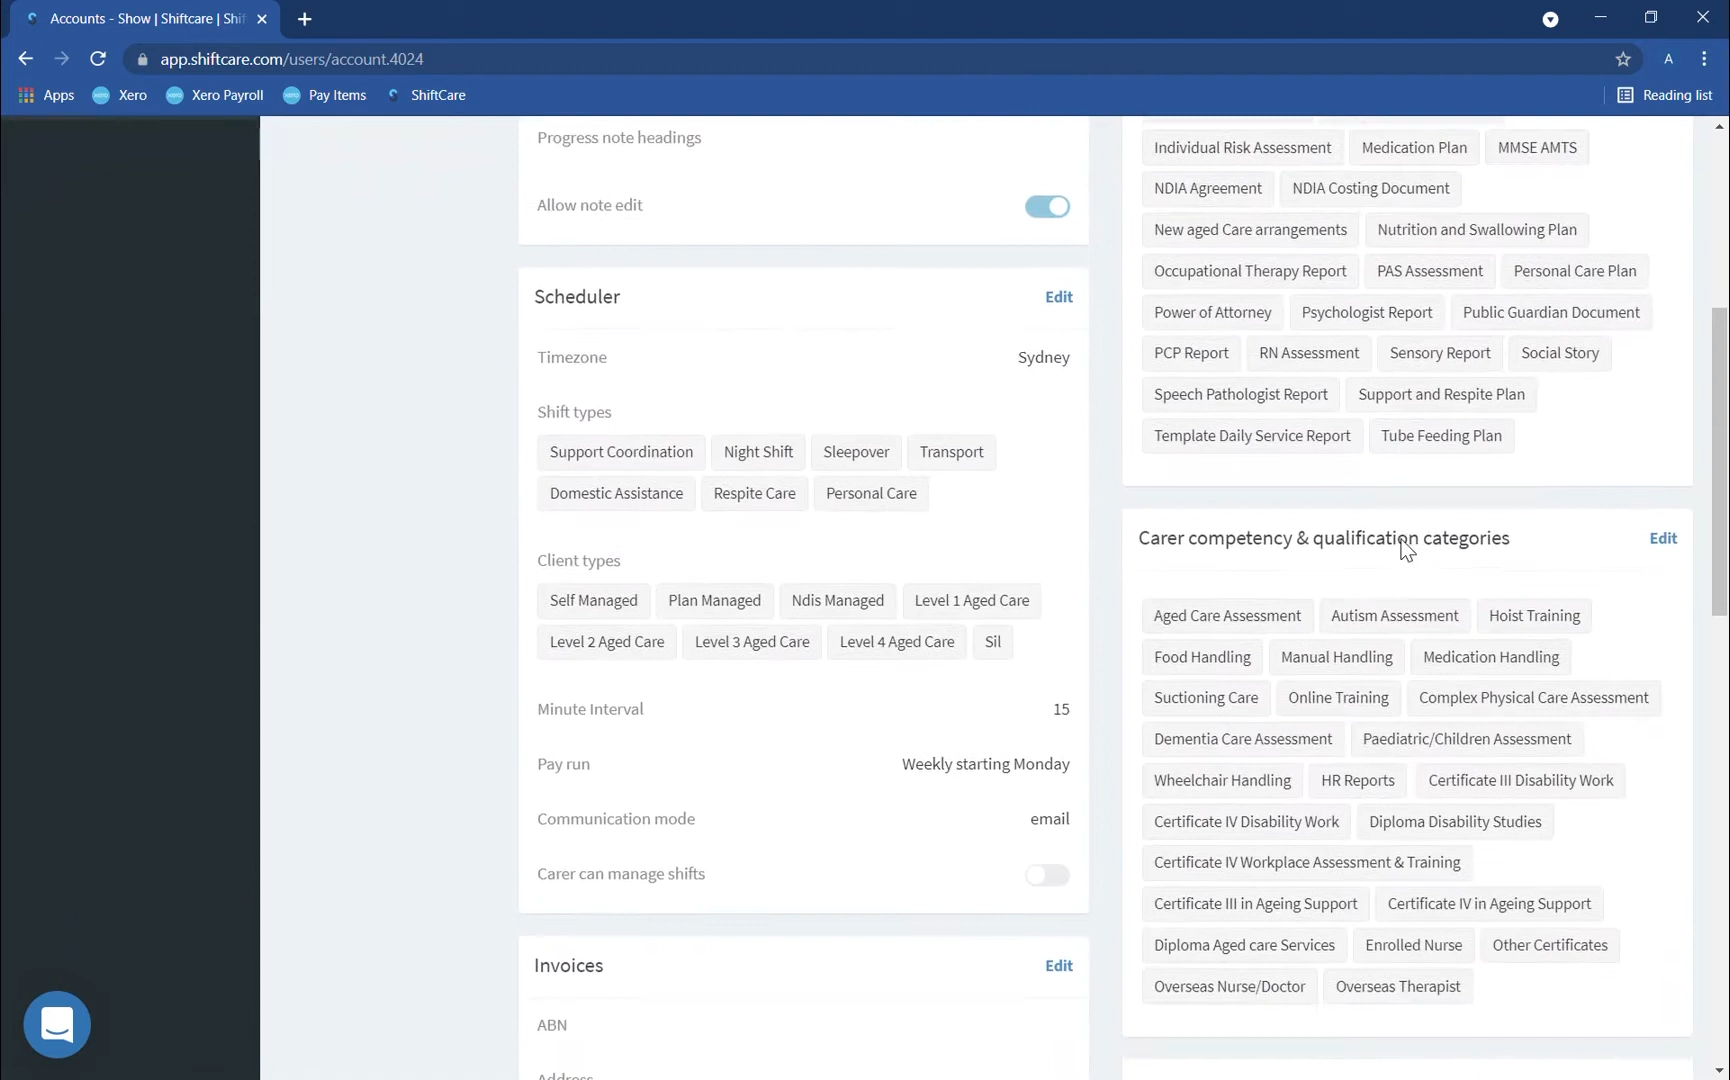 Accounts - Show | Shiftcare | Shif
app.shiftcare.com/users/account.4024
A
Apps
Xero
Xero Payroll
Pay Items
ShiftCare
Reading list
Progress note headings
Allow note edit
Scheduler
Edit
Timezone
Sydney
Shift types
Support Coordination
Night Shift
Sleepover
Transport
Domestic Assistance
Respite Care
Personal Care
Client types
Self Managed
Plan Managed
Ndis Managed
Level 1 Aged Care
Level 2 Aged Care
Level 3 Aged Care
Level 4 Aged Care
Sil
Minute Interval
15
Pay run
Weekly starting Monday
Communication mode
email
Carer can manage shifts
Invoices
Edit
ABN
Address
Individual Risk Assessment
Medication Plan
MMSE AMTS
NDIA Agreement
NDIA Costing Document
New aged Care arrangements
Nutrition and Swallowing Plan
Occupational Therapy Report
PAS Assessment
Personal Care Plan
Power of Attorney
Psychologist Report
Public Guardian Document
PCP Report
RN Assessment
Sensory Report
Social Story
Speech Pathologist Report
Support and Respite Plan
Template Daily Service Report
Tube Feeding Plan
Carer competency & qualification categories
Edit
Aged Care Assessment
Autism Assessment
Hoist Training
Food Handling
Manual Handling
Medication Handling
Suctioning Care
Online Training
Complex Physical Care Assessment
Dementia Care Assessment
Paediatric/Children Assessment
Wheelchair Handling
HR Reports
Certificate III Disability Work
Certificate IV Disability Work
Diploma Disability Studies
Certificate IV Workplace Assessment & Training
Certificate III in Ageing Support
Certificate IV in Ageing Support
Diploma Aged care Services
Enrolled Nurse
Other Certificates
Overseas Nurse/Doctor
Overseas Therapist